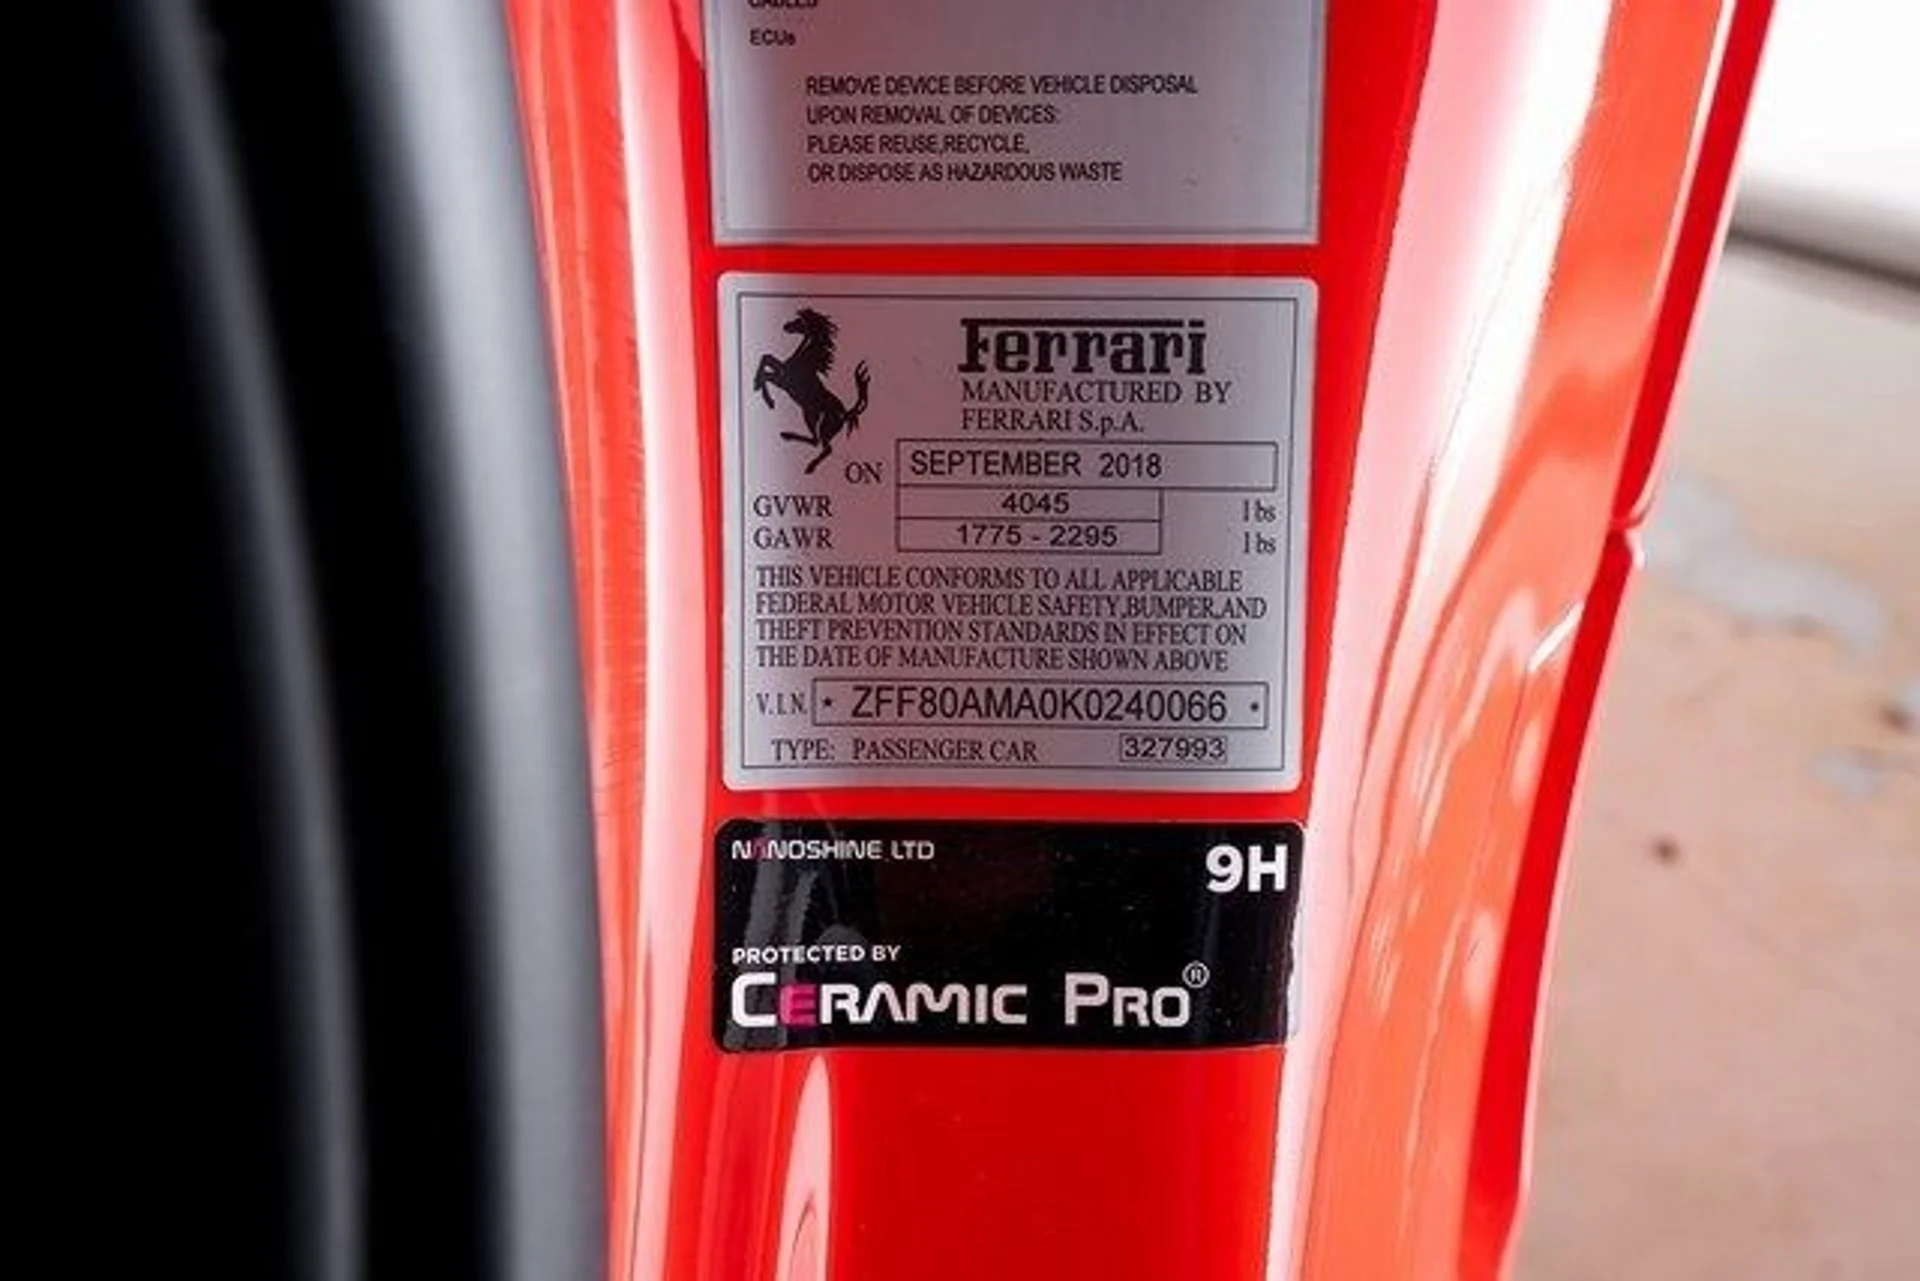 CABLES
ECUs
REMOVE DEVICE BEFORE VEHICLE DISPOSAL
UPON REMOVAL OF DEVICES:
PLEASE REUSE,RECYCLE,
OR DISPOSE AS HAZARDOUS WASTE
Ferrari
MANUFACTURED BY
FERRARI S.p.A.
ON SEPTEMBER 2018
GVWR 4045 lbs
GAWR 1775 - 2295 lbs
THIS VEHICLE CONFORMS TO ALL APPLICABLE
FEDERAL MOTOR VEHICLE SAFETY,BUMPER,AND
THEFT PREVENTION STANDARDS IN EFFECT ON
THE DATE OF MANUFACTURE SHOWN ABOVE
V.I.N. * ZFF80AMA0K0240066 *
TYPE: PASSENGER CAR 327993
NANOSHINE LTD 9H
PROTECTED BY
CERAMIC PRO®